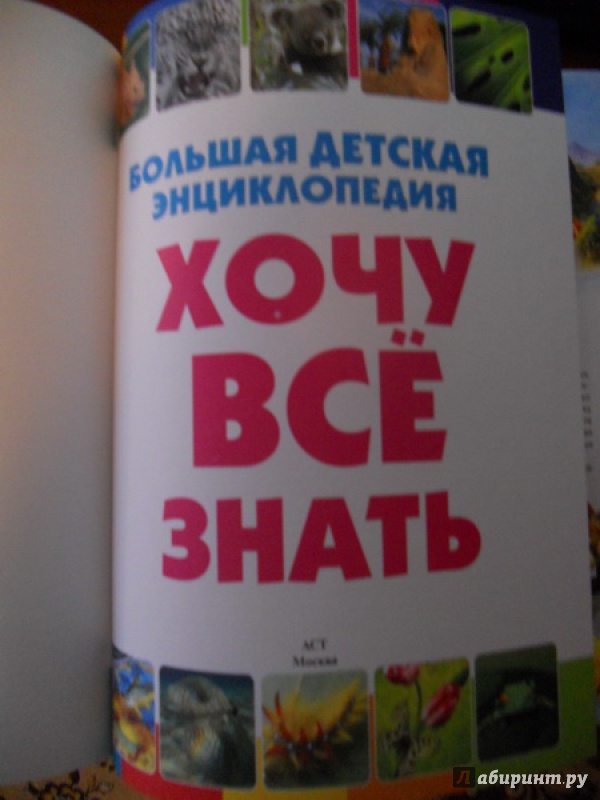 БОЛЬШАЯ ДЕТСКАЯ
ЭНЦИКЛОПЕДИЯ
ХОЧУ
ВСЁ
ЗНАТЬ
АСТ
Москва
Лабиринт.ру